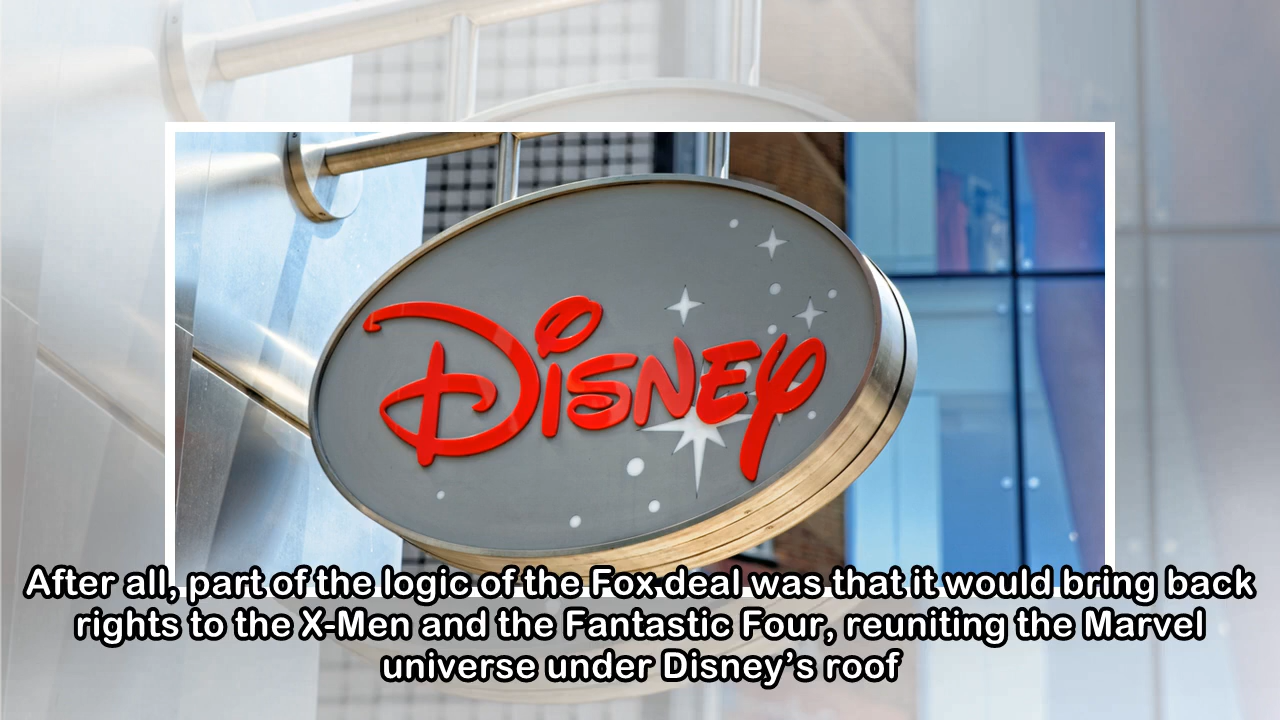 Disney
After all, part of the logic of the Fox deal was that it would bring back
rights to the X-Men and the Fantastic Four, reuniting the Marvel
universe under Disney’s roof